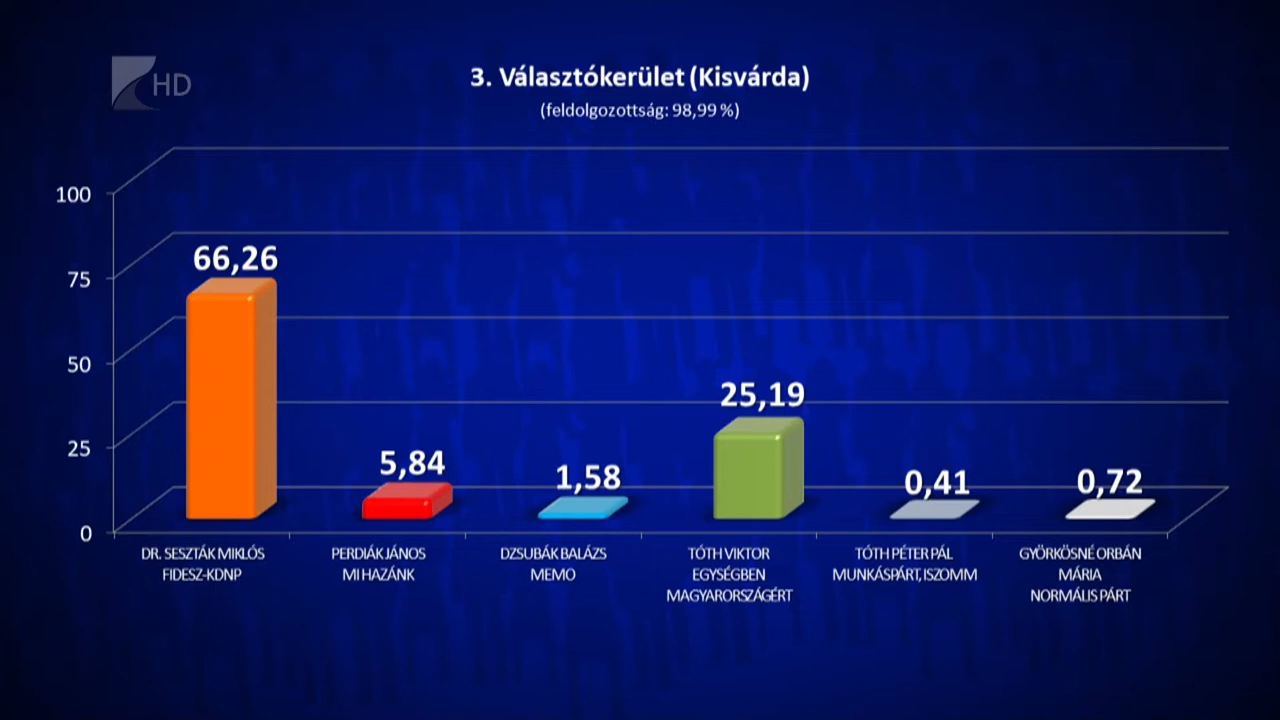 HD
3. Választókerület (Kisvárda)
(feldolgozottság: 98,99 %)
100
75
50
25
0
66,26
5,84
1,58
25,19
0,41
0,72
DR. SESZTÁK MIKLÓS
FIDESZ-KDNP
PERDIÁK JÁNOS
MI HAZÁNK
DZSUBÁK BALÁZS
MEMO
TÓTH VIKTOR
EGYSÉGBEN
MAGYARORSZÁGÉRT
TÓTH PÉTER PÁL
MUNKÁSPÁRT, ISZOMM
GYÖRKÖSNÉ ORBÁN
MÁRIA
NORMÁLIS PÁRT